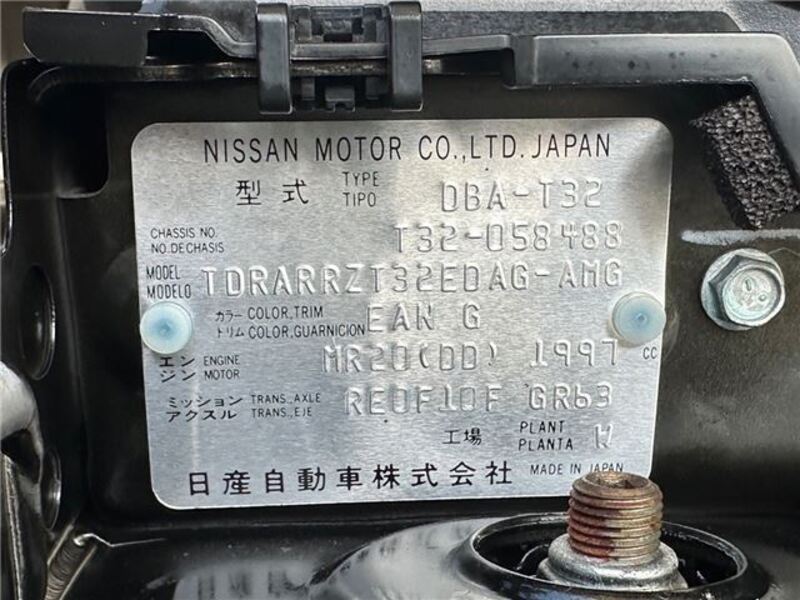 NISSAN MOTOR CO.,LTD. JAPAN
型式 TYPE TIPO DBA-T32
CHASSIS NO. NO.DECHASIS T32-058488
MODEL MODELO TDRARRZT32EDAG-AMG
カラー COLOR,TRIM トリム COLOR,GUARNICION EAN G
エンジン ENGINE MOTOR MR20(DD) 1997 CC
ミッション TRANS.,AXLE アクスル TRANS.,EJE RE0F10F GR63
工場 PLANT PLANTA W
日産自動車株式会社 MADE IN JAPAN